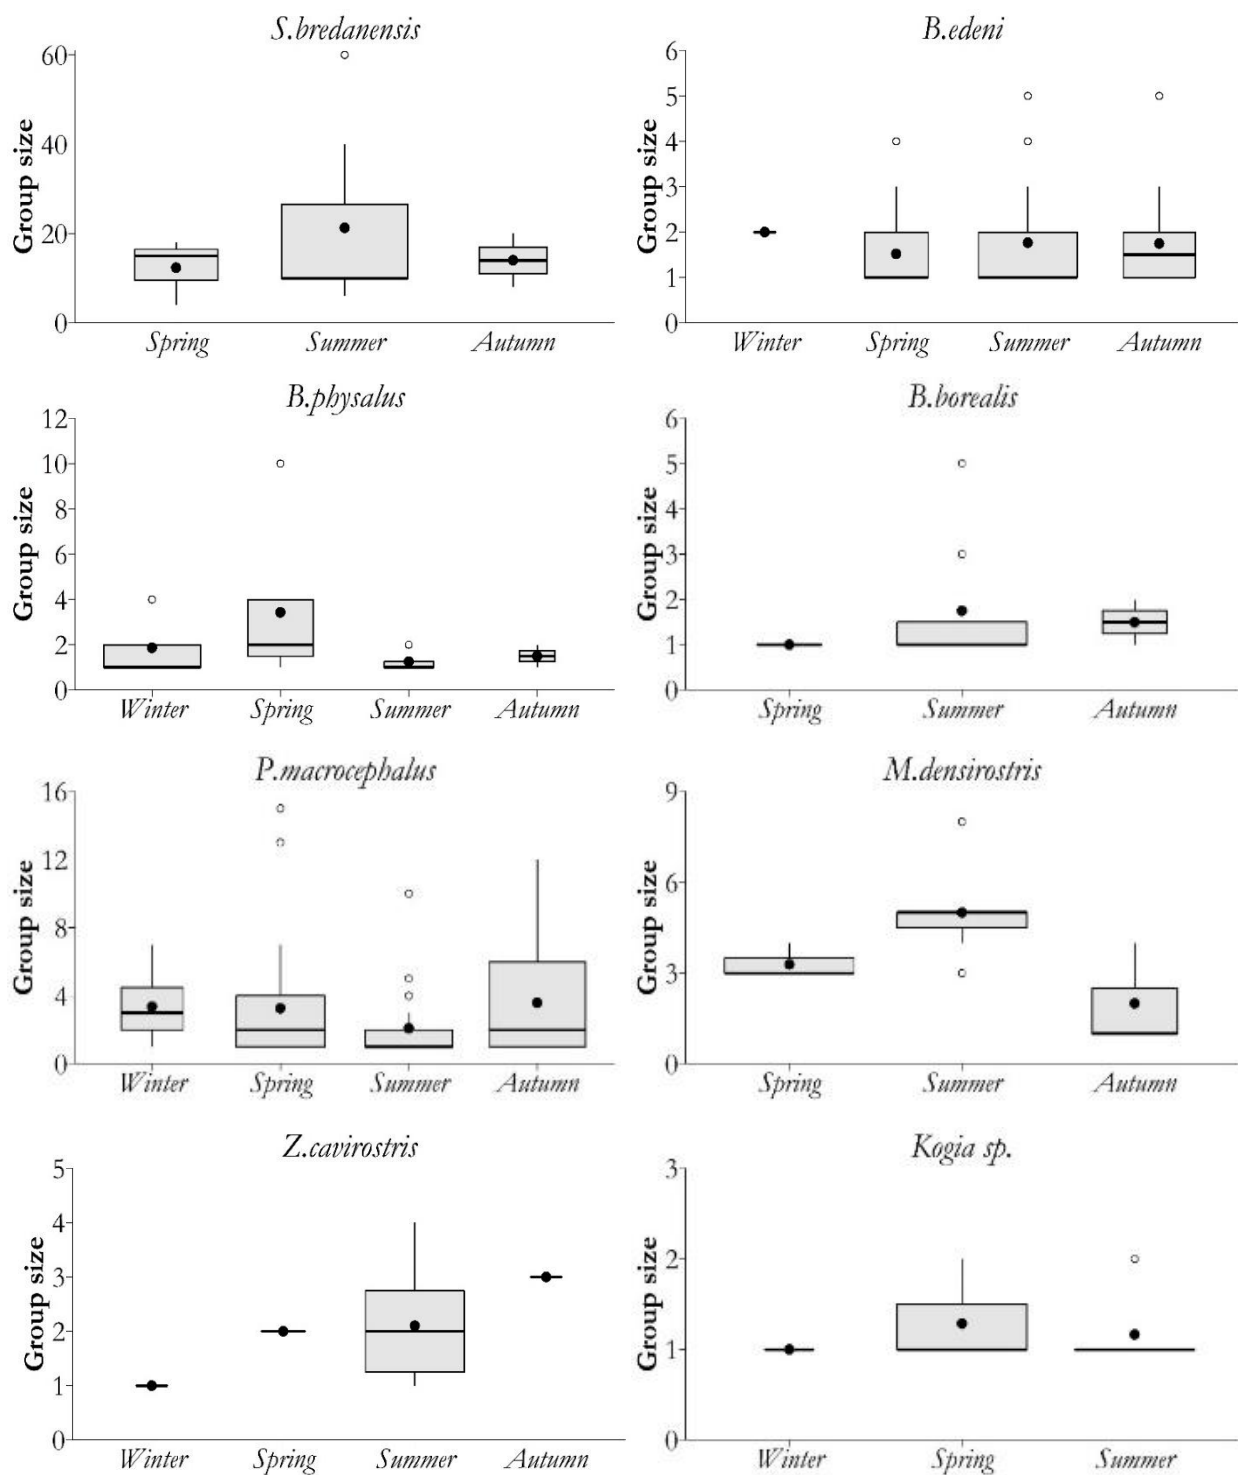 S.bredanensis
60
40
20
0
Group size
Spring Summer Autumn
B.edeni
6
5
4
3
2
1
0
Group size
Winter Spring Summer Autumn
B.physalus
12
10
8
6
4
2
0
Group size
Winter Spring Summer Autumn
B.borealis
6
5
4
3
2
1
0
Group size
Spring Summer Autumn
P.macrocephalus
16
12
8
4
0
Group size
Winter Spring Summer Autumn
M.densirostris
9
6
3
0
Group size
Spring Summer Autumn
Z.cavirostris
5
4
3
2
1
0
Group size
Winter Spring Summer Autumn
Kogia sp.
3
2
1
0
Group size
Winter Spring Summer